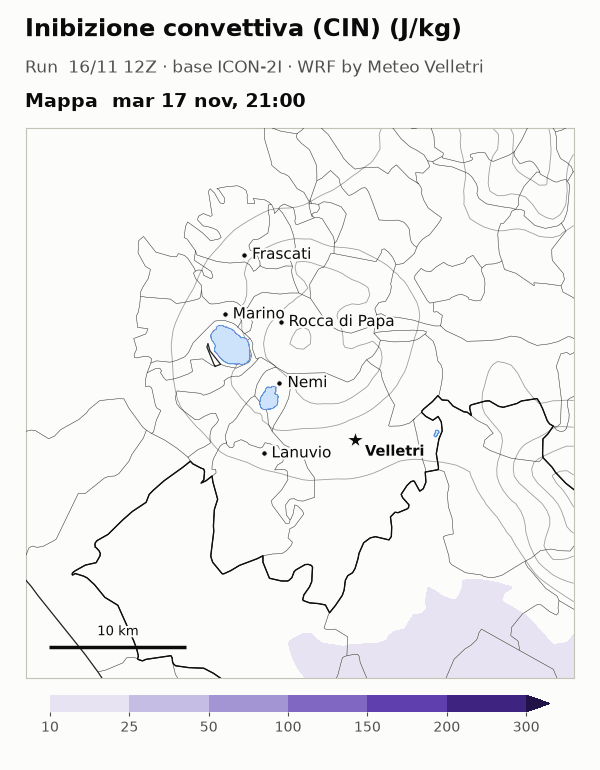 Inibizione convettiva (CIN) (J/kg)
Run  16/11 12Z · base ICON-2I · WRF by Meteo Velletri
Mappa  mar 17 nov, 21:00
Frascati
Marino
Rocca di Papa
Nemi
Velletri
Lanuvio
10 km
10 25 50 100 150 200 300